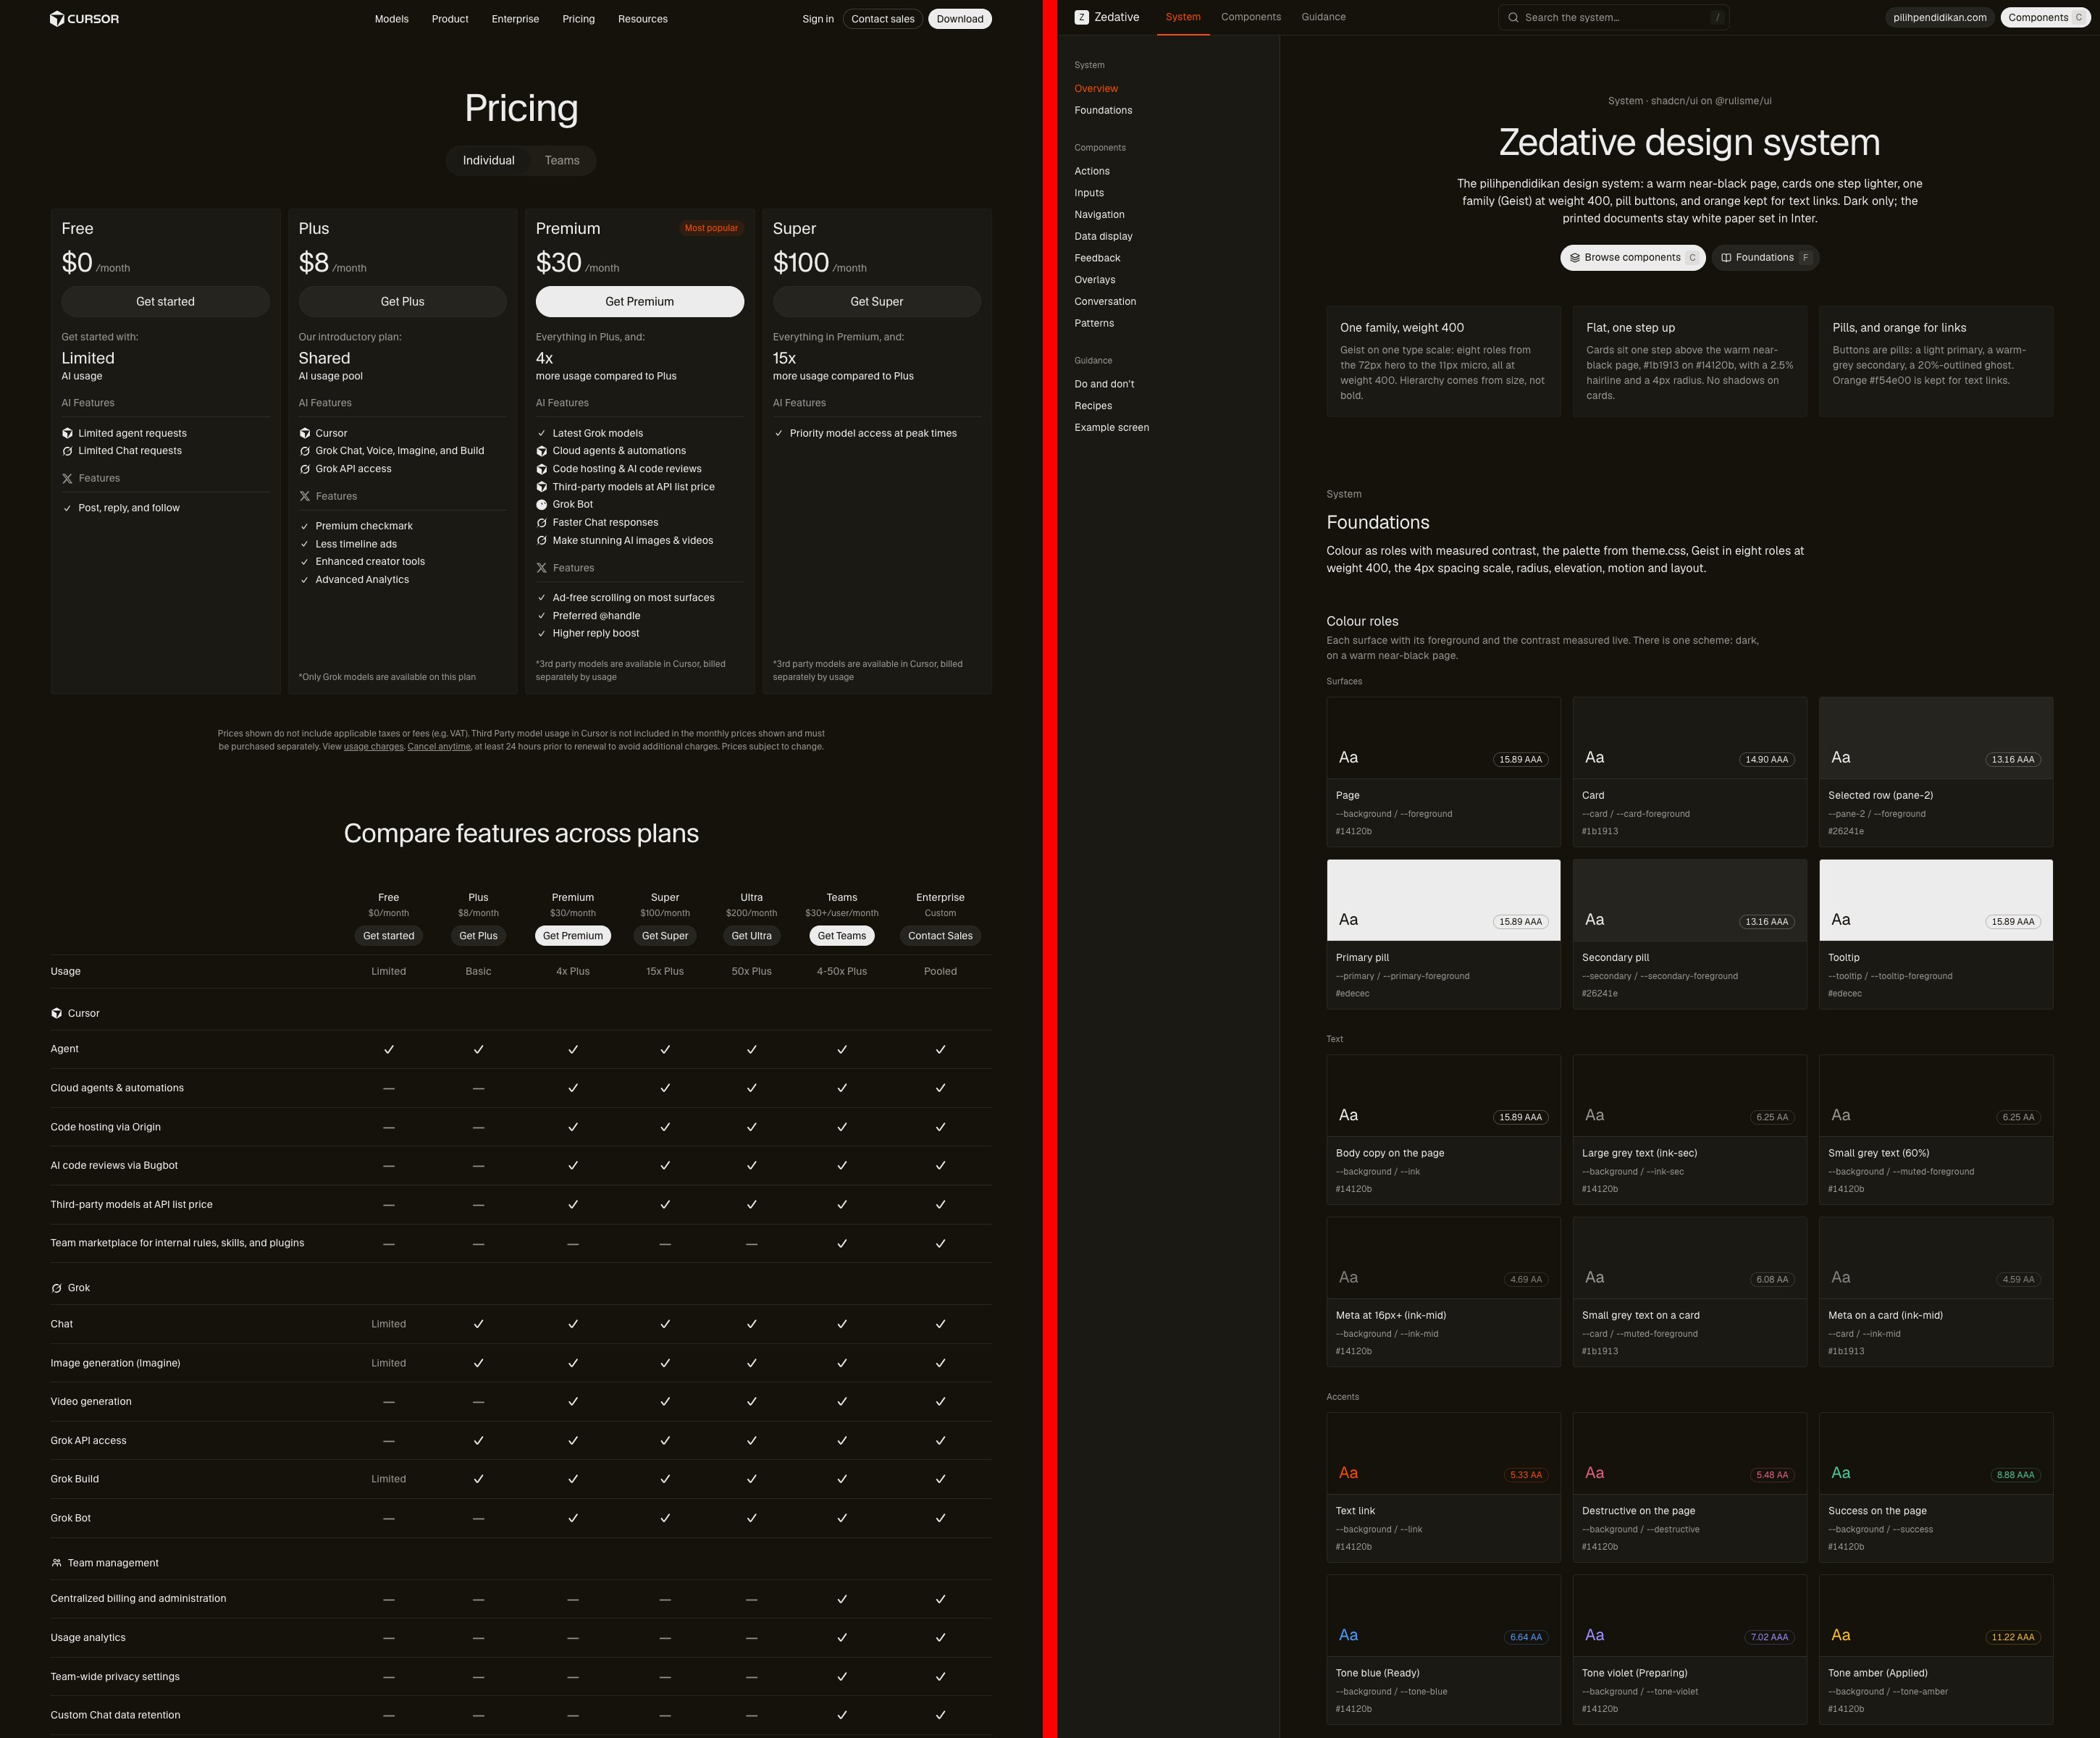 CURSOR
Models
Product
Enterprise
Pricing
Resources
Sign in
Contact sales
Download
Pricing
Individual
Teams
Free
$0 /month
Get started
Get started with:
Limited
AI usage
AI Features
Limited agent requests
Limited Chat requests
Features
Post, reply, and follow
Plus
$8 /month
Get Plus
Our introductory plan:
Shared
AI usage pool
AI Features
Cursor
Grok Chat, Voice, Imagine, and Build
Grok API access
Features
Premium checkmark
Less timeline ads
Enhanced creator tools
Advanced Analytics
*Only Grok models are available on this plan
Premium
Most popular
$30 /month
Get Premium
Everything in Plus, and:
4x
more usage compared to Plus
AI Features
Latest Grok models
Cloud agents & automations
Code hosting & AI code reviews
Third-party models at API list price
Grok Bot
Faster Chat responses
Make stunning AI images & videos
Features
Ad-free scrolling on most surfaces
Preferred @handle
Higher reply boost
*3rd party models are available in Cursor, billed
separately by usage
Super
$100 /month
Get Super
Everything in Premium, and:
15x
more usage compared to Plus
AI Features
Priority model access at peak times
*3rd party models are available in Cursor, billed
separately by usage
Prices shown do not include applicable taxes or fees (e.g. VAT). Third Party model usage in Cursor is not included in the monthly prices shown and must
be purchased separately. View usage charges. Cancel anytime, at least 24 hours prior to renewal to avoid additional charges. Prices subject to change.
Compare features across plans
Free Plus Premium Super Ultra Teams Enterprise
$0/month $8/month $30/month $100/month $200/month $30+/user/month Custom
Get started Get Plus Get Premium Get Super Get Ultra Get Teams Contact Sales
Usage Limited Basic 4x Plus 15x Plus 50x Plus 4-50x Plus Pooled
Cursor
Agent
Cloud agents & automations
Code hosting via Origin
AI code reviews via Bugbot
Third-party models at API list price
Team marketplace for internal rules, skills, and plugins
Grok
Chat Limited
Image generation (Imagine) Limited
Video generation
Grok API access
Grok Build Limited
Grok Bot
Team management
Centralized billing and administration
Usage analytics
Team-wide privacy settings
Custom Chat data retention
Z Zedative
System
Components
Guidance
Search the system... /
pilihpendidikan.com
Components C
System
Overview
Foundations
Components
Actions
Inputs
Navigation
Data display
Feedback
Overlays
Conversation
Patterns
Guidance
Do and don't
Recipes
Example screen
System · shadcn/ui on @rulisme/ui
Zedative design system
The pilihpendidikan design system: a warm near-black page, cards one step lighter, one
family (Geist) at weight 400, pill buttons, and orange kept for text links. Dark only; the
printed documents stay white paper set in Inter.
Browse components C
Foundations F
One family, weight 400
Geist on one type scale: eight roles from
the 72px hero to the 11px micro, all at
weight 400. Hierarchy comes from size, not
bold.
Flat, one step up
Cards sit one step above the warm near-
black page, #1b1913 on #14120b, with a 2.5%
hairline and a 4px radius. No shadows on
cards.
Pills, and orange for links
Buttons are pills: a light primary, a warm-
grey secondary, a 20%-outlined ghost.
Orange #f54e00 is kept for text links.
System
Foundations
Colour as roles with measured contrast, the palette from theme.css, Geist in eight roles at
weight 400, the 4px spacing scale, radius, elevation, motion and layout.
Colour roles
Each surface with its foreground and the contrast measured live. There is one scheme: dark,
on a warm near-black page.
Surfaces
Aa 15.89 AAA
Page
--background / --foreground
#14120b
Aa 14.90 AAA
Card
--card / --card-foreground
#1b1913
Aa 13.16 AAA
Selected row (pane-2)
--pane-2 / --foreground
#26241e
Aa 15.89 AAA
Primary pill
--primary / --primary-foreground
#edecec
Aa 13.16 AAA
Secondary pill
--secondary / --secondary-foreground
#26241e
Aa 15.89 AAA
Tooltip
--tooltip / --tooltip-foreground
#edecec
Text
Aa 15.89 AAA
Body copy on the page
--background / --ink
#14120b
Aa 6.25 AA
Large grey text (ink-sec)
--background / --ink-sec
#14120b
Aa 6.25 AA
Small grey text (60%)
--background / --muted-foreground
#14120b
Aa 4.69 AA
Meta at 16px+ (ink-mid)
--background / --ink-mid
#14120b
Aa 6.08 AA
Small grey text on a card
--card / --muted-foreground
#1b1913
Aa 4.59 AA
Meta on a card (ink-mid)
--card / --ink-mid
#1b1913
Accents
Aa 5.33 AA
Text link
--background / --link
#14120b
Aa 5.48 AA
Destructive on the page
--background / --destructive
#14120b
Aa 8.88 AAA
Success on the page
--background / --success
#14120b
Aa 6.64 AA
Tone blue (Ready)
--background / --tone-blue
#14120b
Aa 7.02 AAA
Tone violet (Preparing)
--background / --tone-violet
#14120b
Aa 11.22 AAA
Tone amber (Applied)
--background / --tone-amber
#14120b